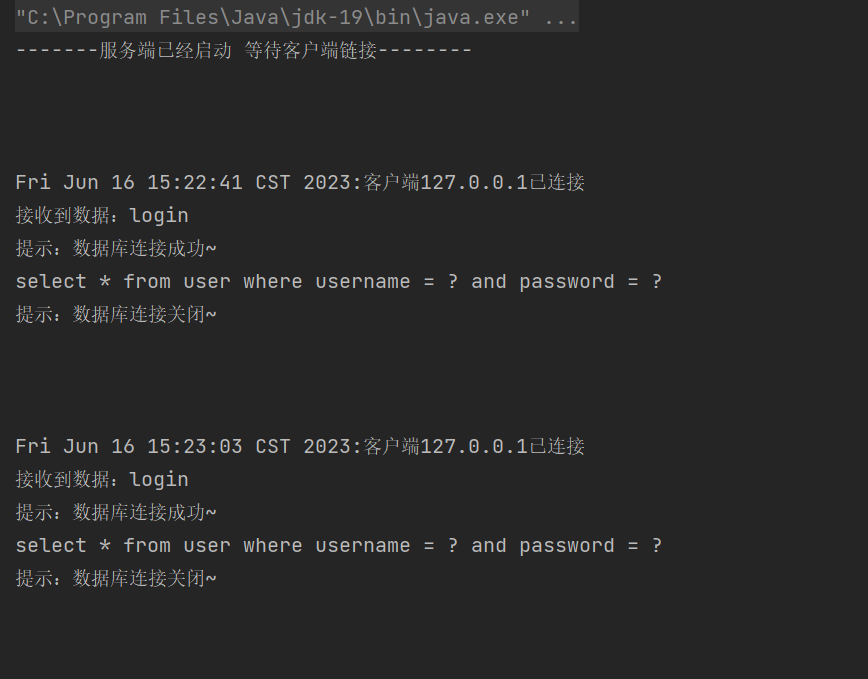 "C:\Program Files\Java\jdk-19\bin\java.exe" ...
-------服务端已经启动 等待客户端链接--------
Fri Jun 16 15:22:41 CST 2023:客户端127.0.0.1已连接
接收到数据：login
提示：数据库连接成功~
select * from user where username = ? and password = ?
提示：数据库连接关闭~
Fri Jun 16 15:23:03 CST 2023:客户端127.0.0.1已连接
接收到数据：login
提示：数据库连接成功~
select * from user where username = ? and password = ?
提示：数据库连接关闭~